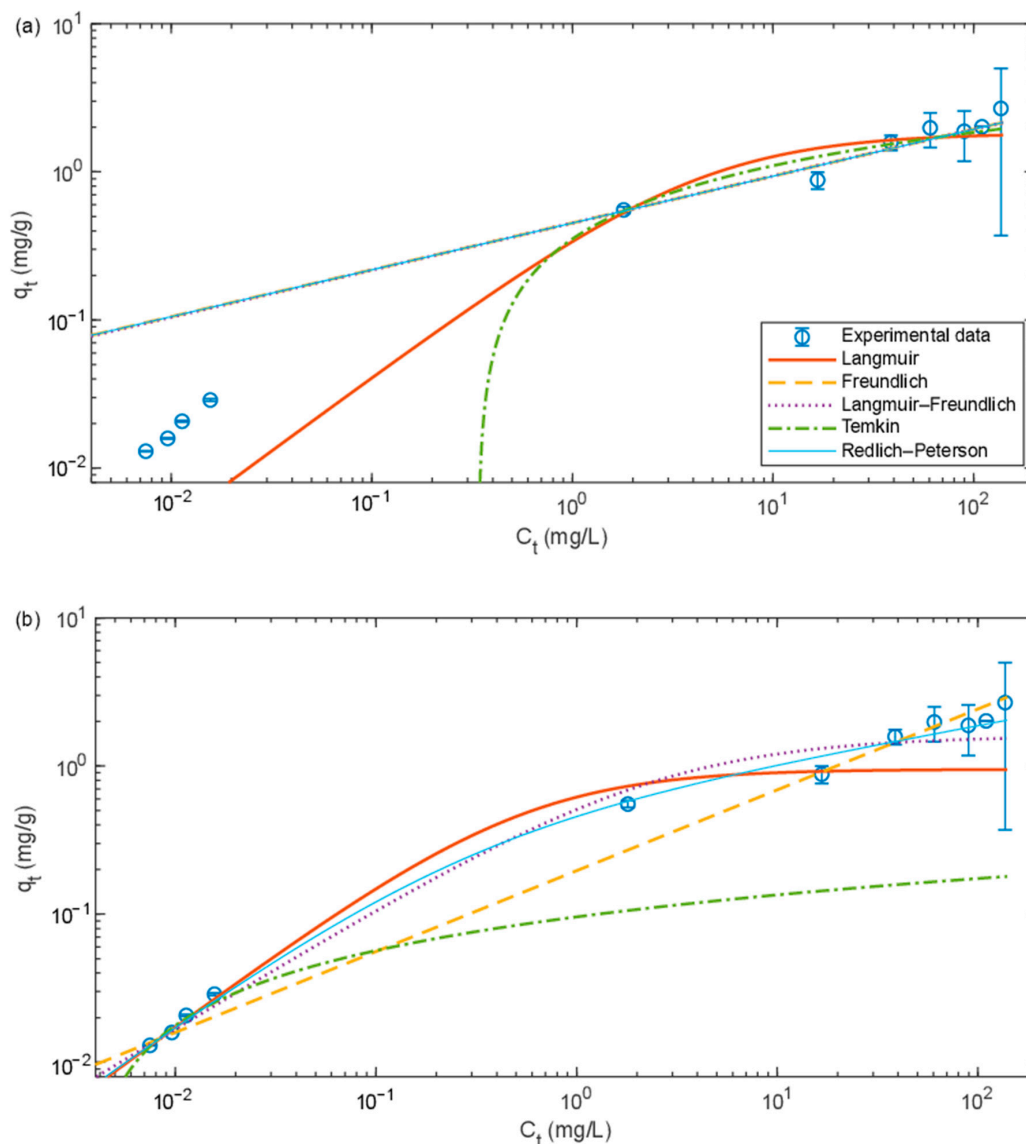 (a)
10^1
10^0
10^-1
10^-2
q_t (mg/g)
Experimental data
Langmuir
Freundlich
Langmuir–Freundlich
Temkin
Redlich–Peterson
10^-2 10^-1 10^0 10^1 10^2
C_t (mg/L)
(b)
10^1
10^0
10^-1
10^-2
q_t (mg/g)
10^-2 10^-1 10^0 10^1 10^2
C_t (mg/L)